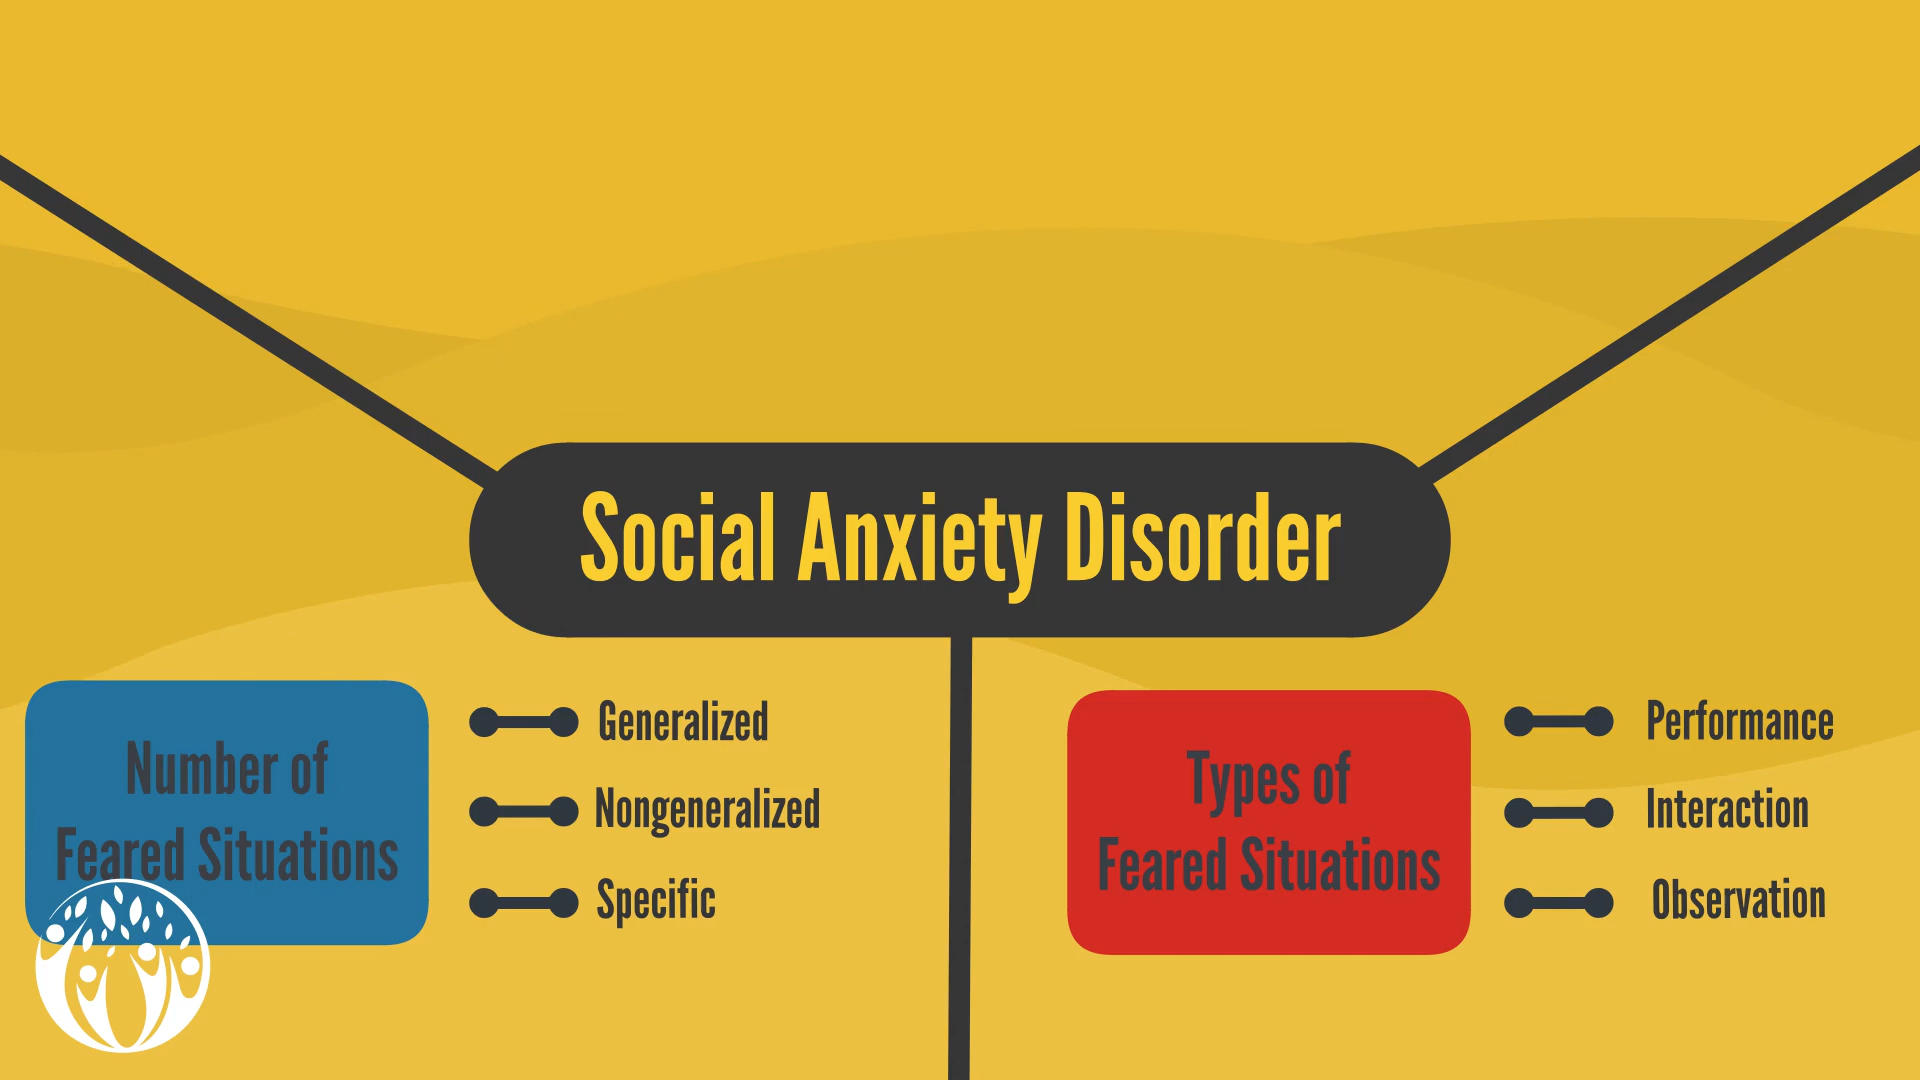 Social Anxiety Disorder
Number of
Feared Situations
Generalized
Nongeneralized
Specific
Types of
Feared Situations
Performance
Interaction
Observation